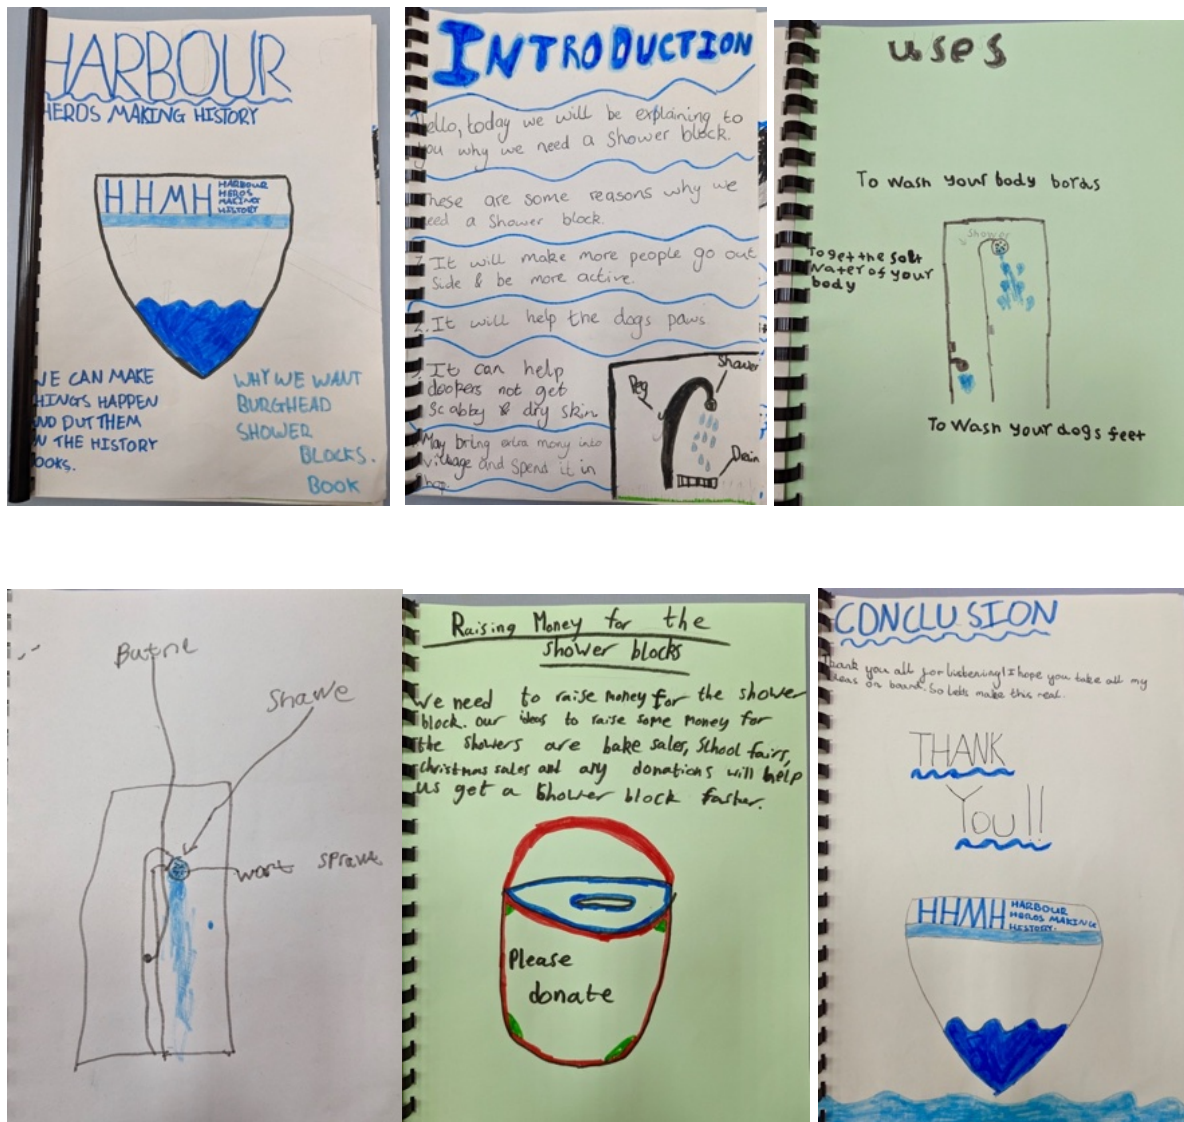 HARBOUR
HEROS MAKING HISTORY
HHMH
HARBOUR
HEROS
MAKING
HISTORY
WE CAN MAKE
THINGS HAPPEN
AND PUT THEM
IN THE HISTORY
BOOKS.
WHY WE WANT
BURGHEAD
SHOWER
BLOCKS.
BOOK
INTRODUCTION
Hello, today we will be explaining to
you why we need a shower block.
These are some reasons why we
need a shower block.
1. It will make more people go out
side & be more active.
2. It will help the dogs paws.
3. It can help
dookers not get
scabby & dry skin
May bring extra mony into
village and spend it in
shop.
Peg
Shower
Drain
uses
To wash your body bords
Shower
To get the salt
water of your
body
To wash your dogs feet
Butme
Shawe
wart sprawe
Raising Money for the
shower blocks
We need to raise money for the shower
block. our ideas to raise some money for
the showers are bake sales, school fairs,
christmas sales and any donations will help
us get a shower block faster.
Please
donate
CONCLUSION
Thank you all for listening! I hope you take all my
ideas on board. So lets make this real.
THANK
You!!
HHMH
HARBOUR
HEROS MAKING
HESTORY.